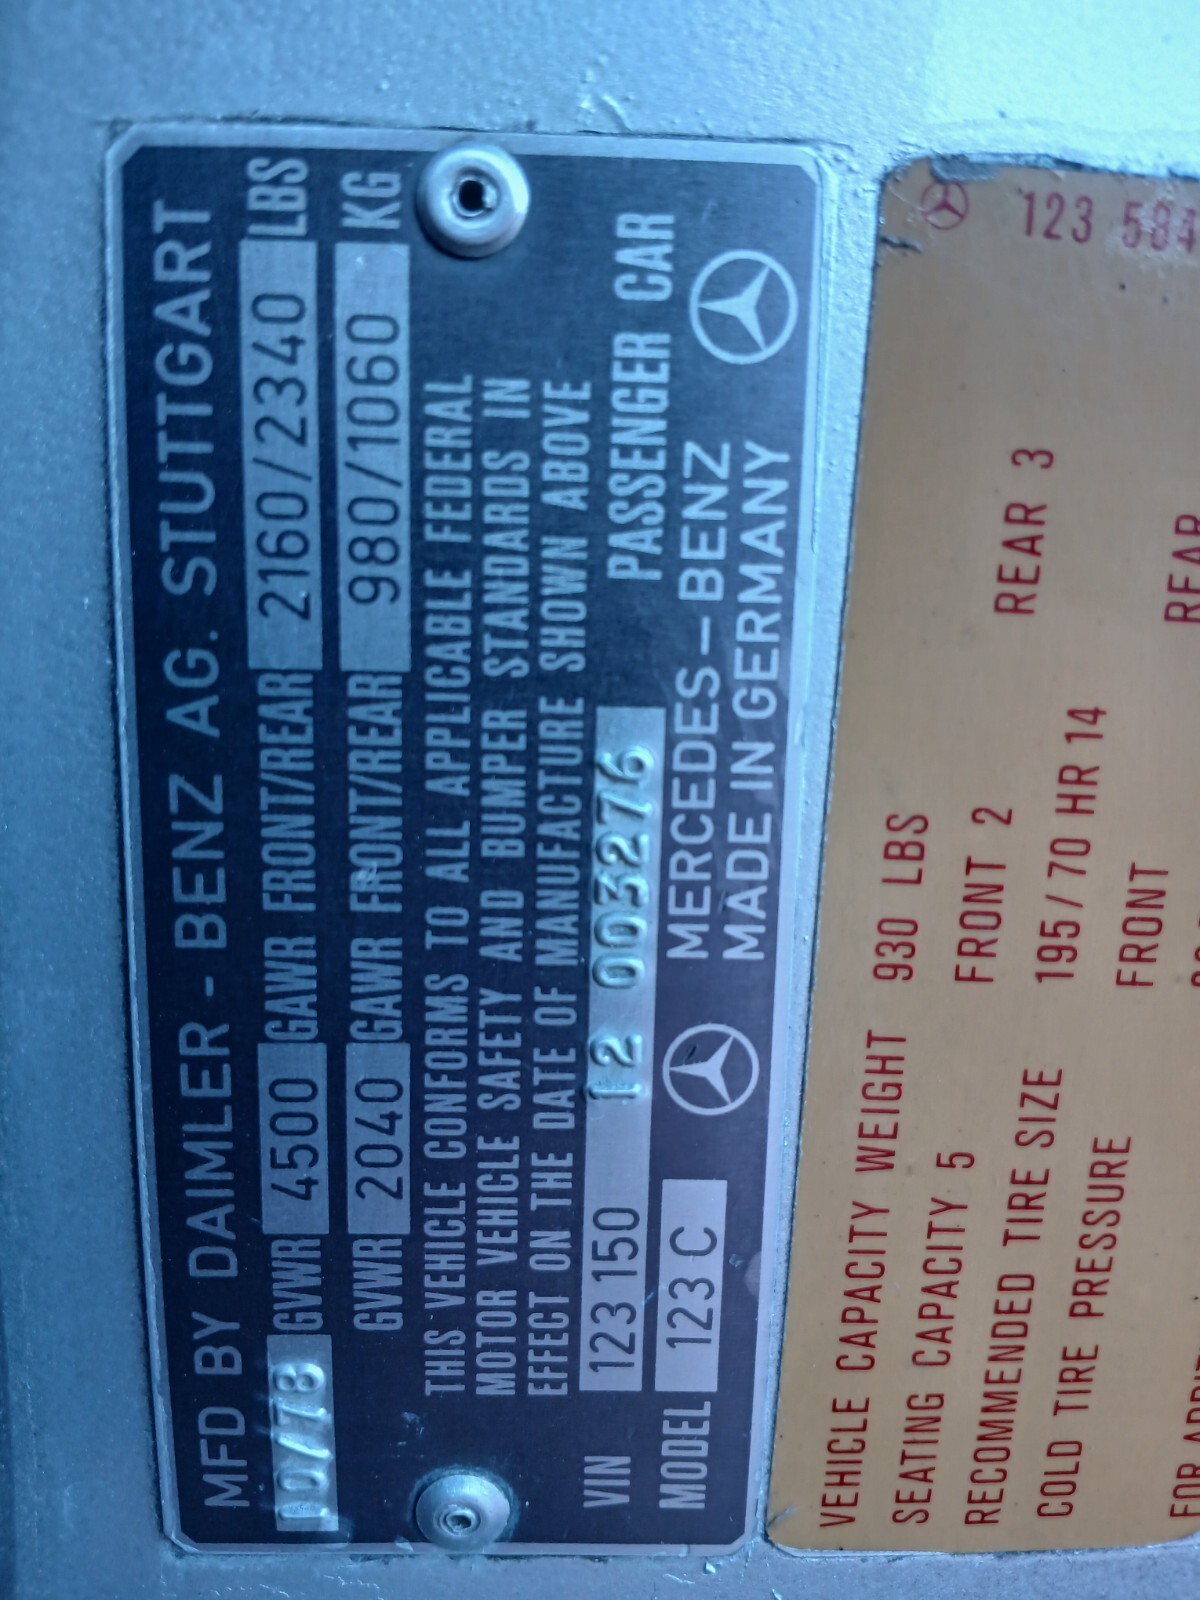 MFD BY DAIMLER - BENZ AG. STUTTGART
10/78 GVWR 4500 GAWR FRONT/REAR 2160/2340 LBS
GVWR 2040 GAWR FRONT/REAR 980/1060 KG
THIS VEHICLE CONFORMS TO ALL APPLICABLE FEDERAL
MOTOR VEHICLE SAFETY AND BUMPER STANDARDS IN
EFFECT ON THE DATE OF MANUFACTURE SHOWN ABOVE
VIN 123 150 12 003276 PASSENGER CAR
MODEL 123 C MERCEDES-BENZ
MADE IN GERMANY
123 584
VEHICLE CAPACITY WEIGHT 930 LBS
SEATING CAPACITY 5 FRONT 2 REAR 3
RECOMMENDED TIRE SIZE 195/70 HR 14
COLD TIRE PRESSURE FRONT REAR
FOR